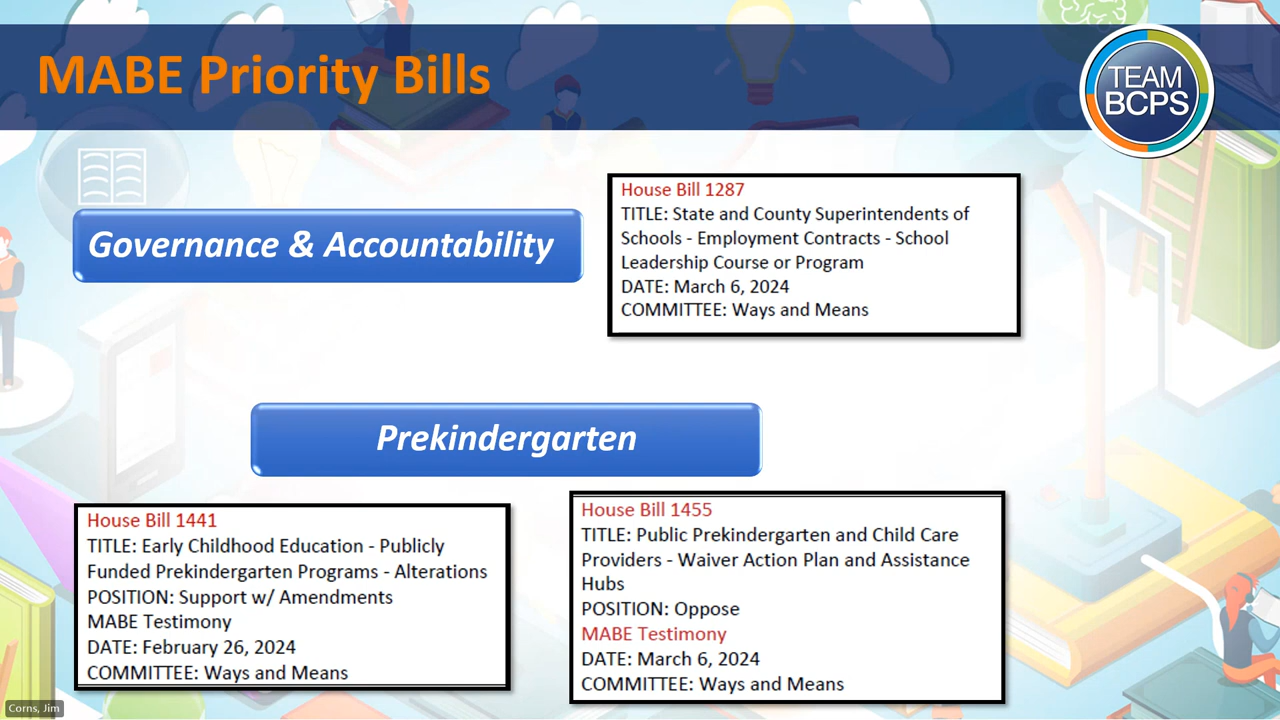 MABE Priority Bills
TEAM
BCPS
Governance & Accountability
House Bill 1287
TITLE: State and County Superintendents of
Schools - Employment Contracts - School
Leadership Course or Program
DATE: March 6, 2024
COMMITTEE: Ways and Means
Prekindergarten
House Bill 1441
TITLE: Early Childhood Education - Publicly
Funded Prekindergarten Programs - Alterations
POSITION: Support w/ Amendments
MABE Testimony
DATE: February 26, 2024
COMMITTEE: Ways and Means
House Bill 1455
TITLE: Public Prekindergarten and Child Care
Providers - Waiver Action Plan and Assistance
Hubs
POSITION: Oppose
MABE Testimony
DATE: March 6, 2024
COMMITTEE: Ways and Means
Corns, Jim